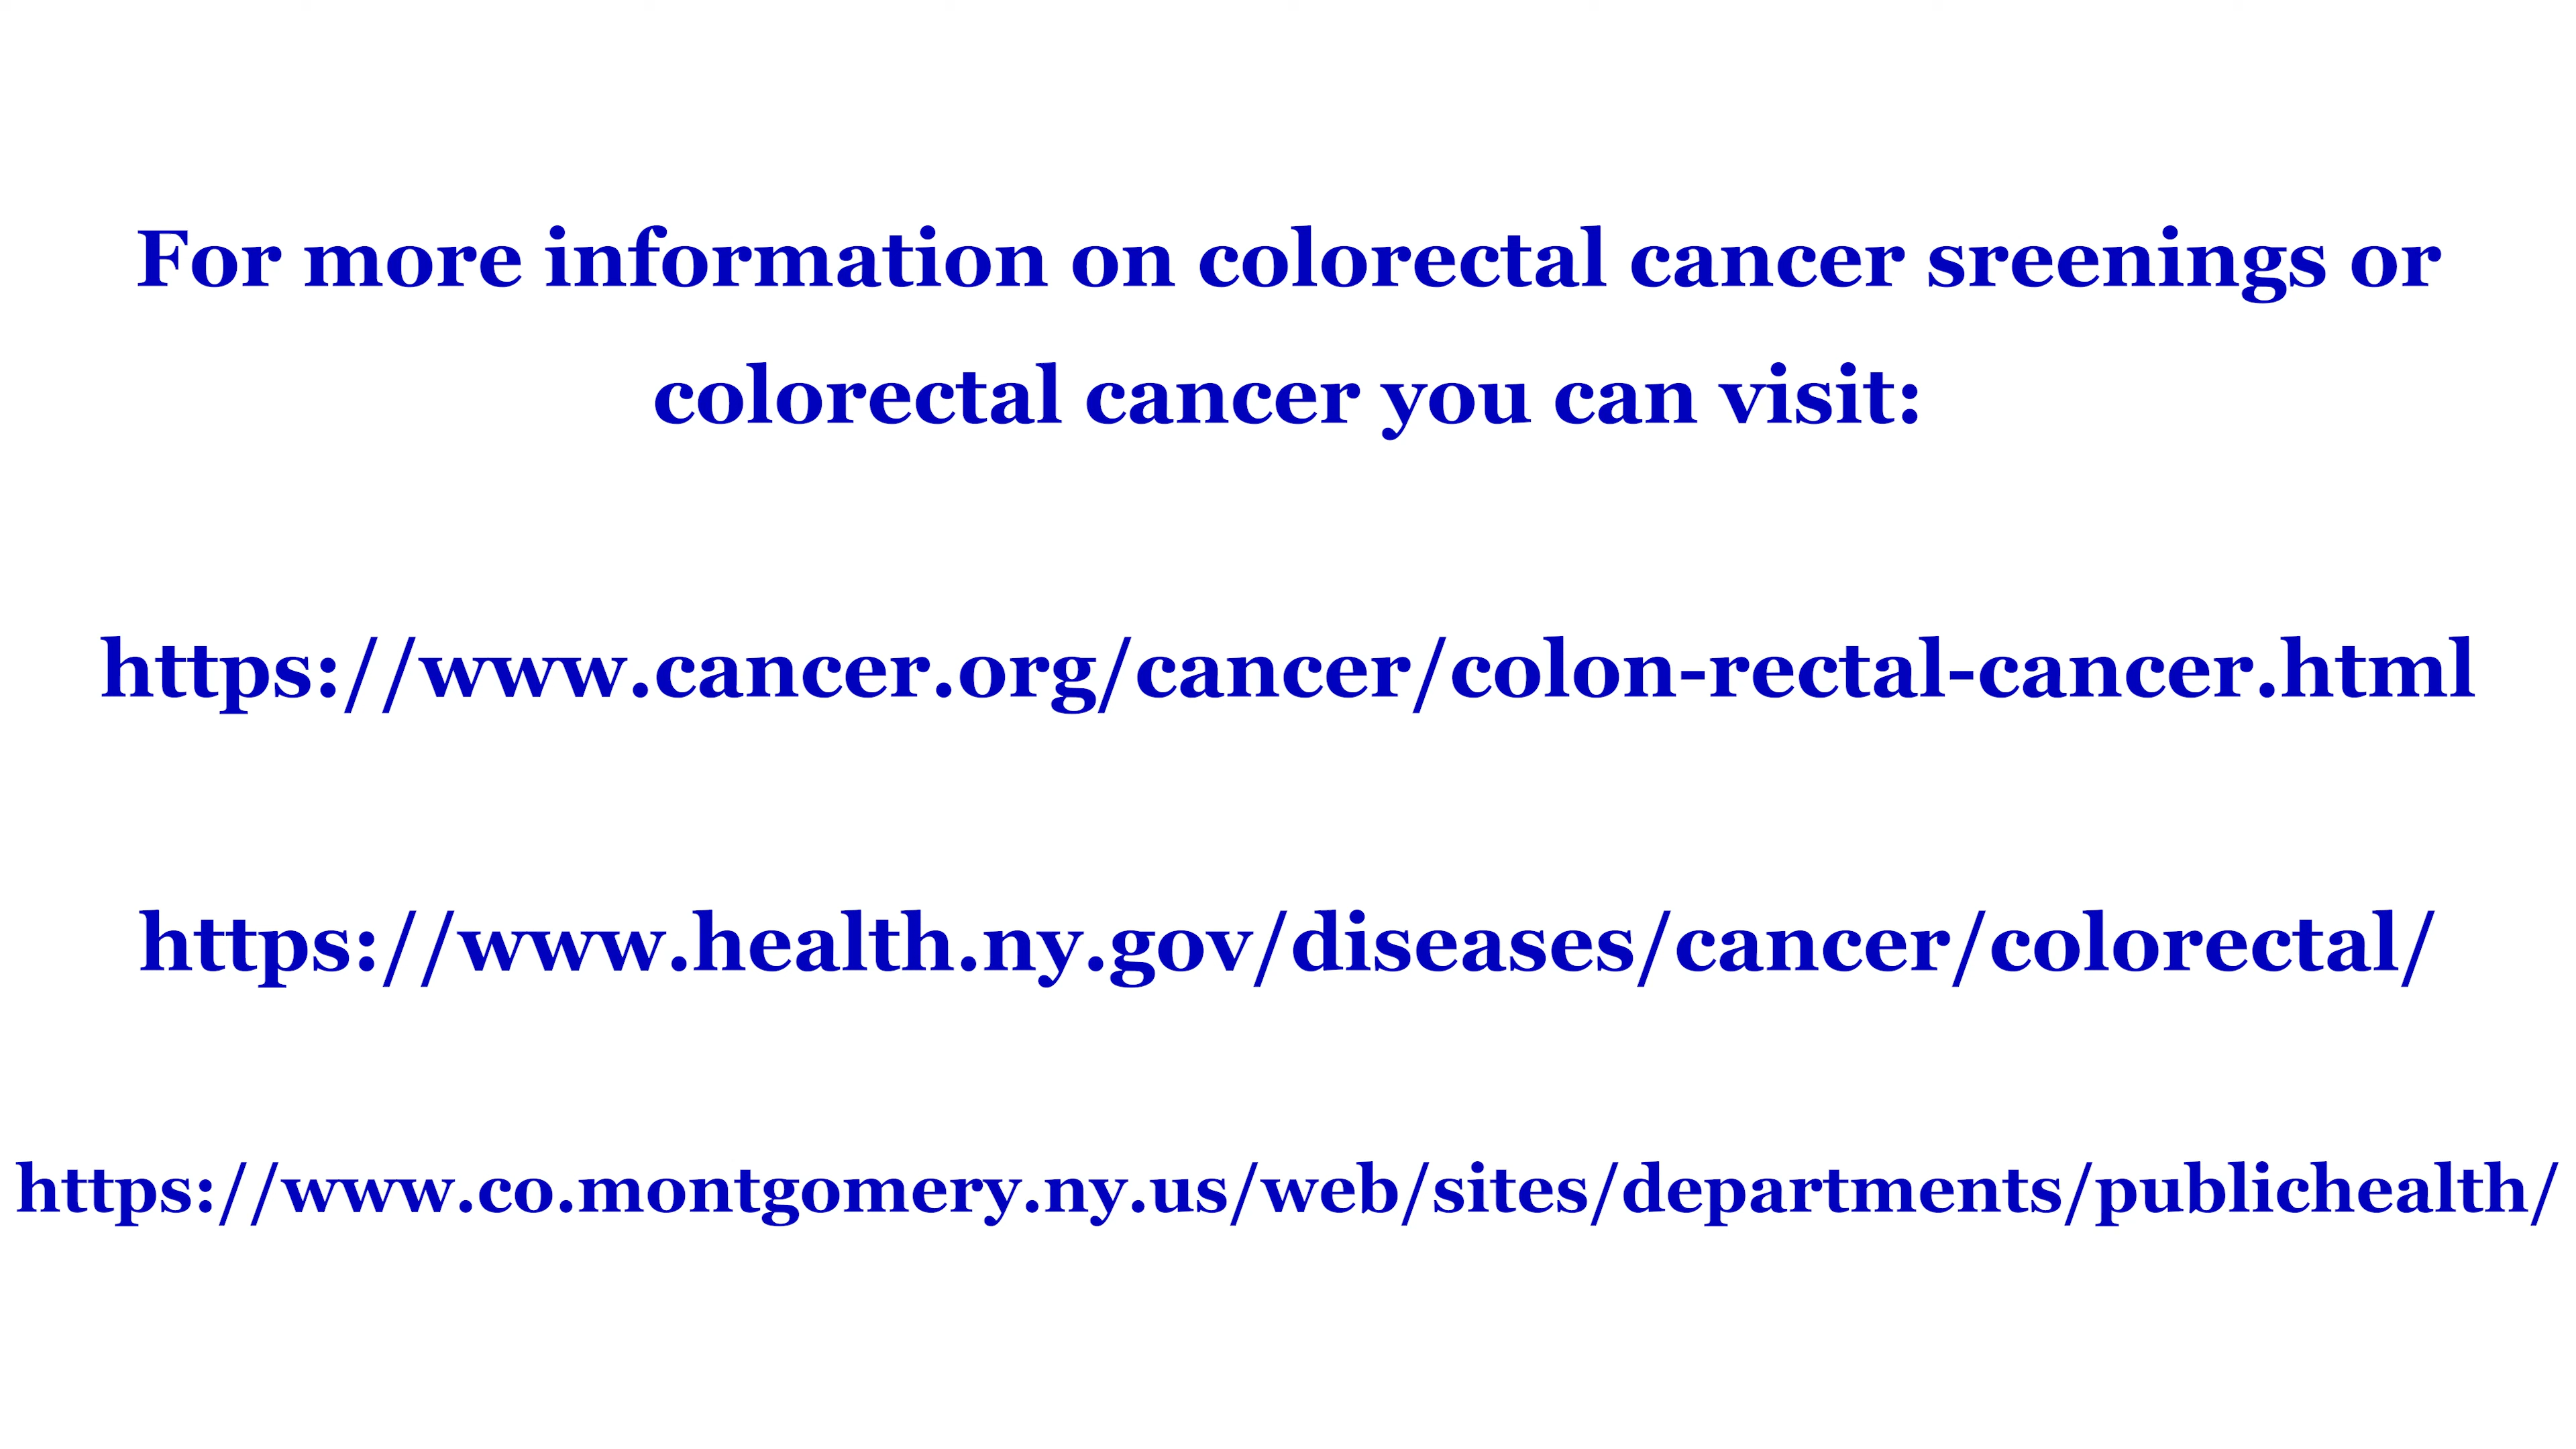 For more information on colorectal cancer sreenings or
colorectal cancer you can visit:
https://www.cancer.org/cancer/colon-rectal-cancer.html
https://www.health.ny.gov/diseases/cancer/colorectal/
https://www.co.montgomery.ny.us/web/sites/departments/publichealth/